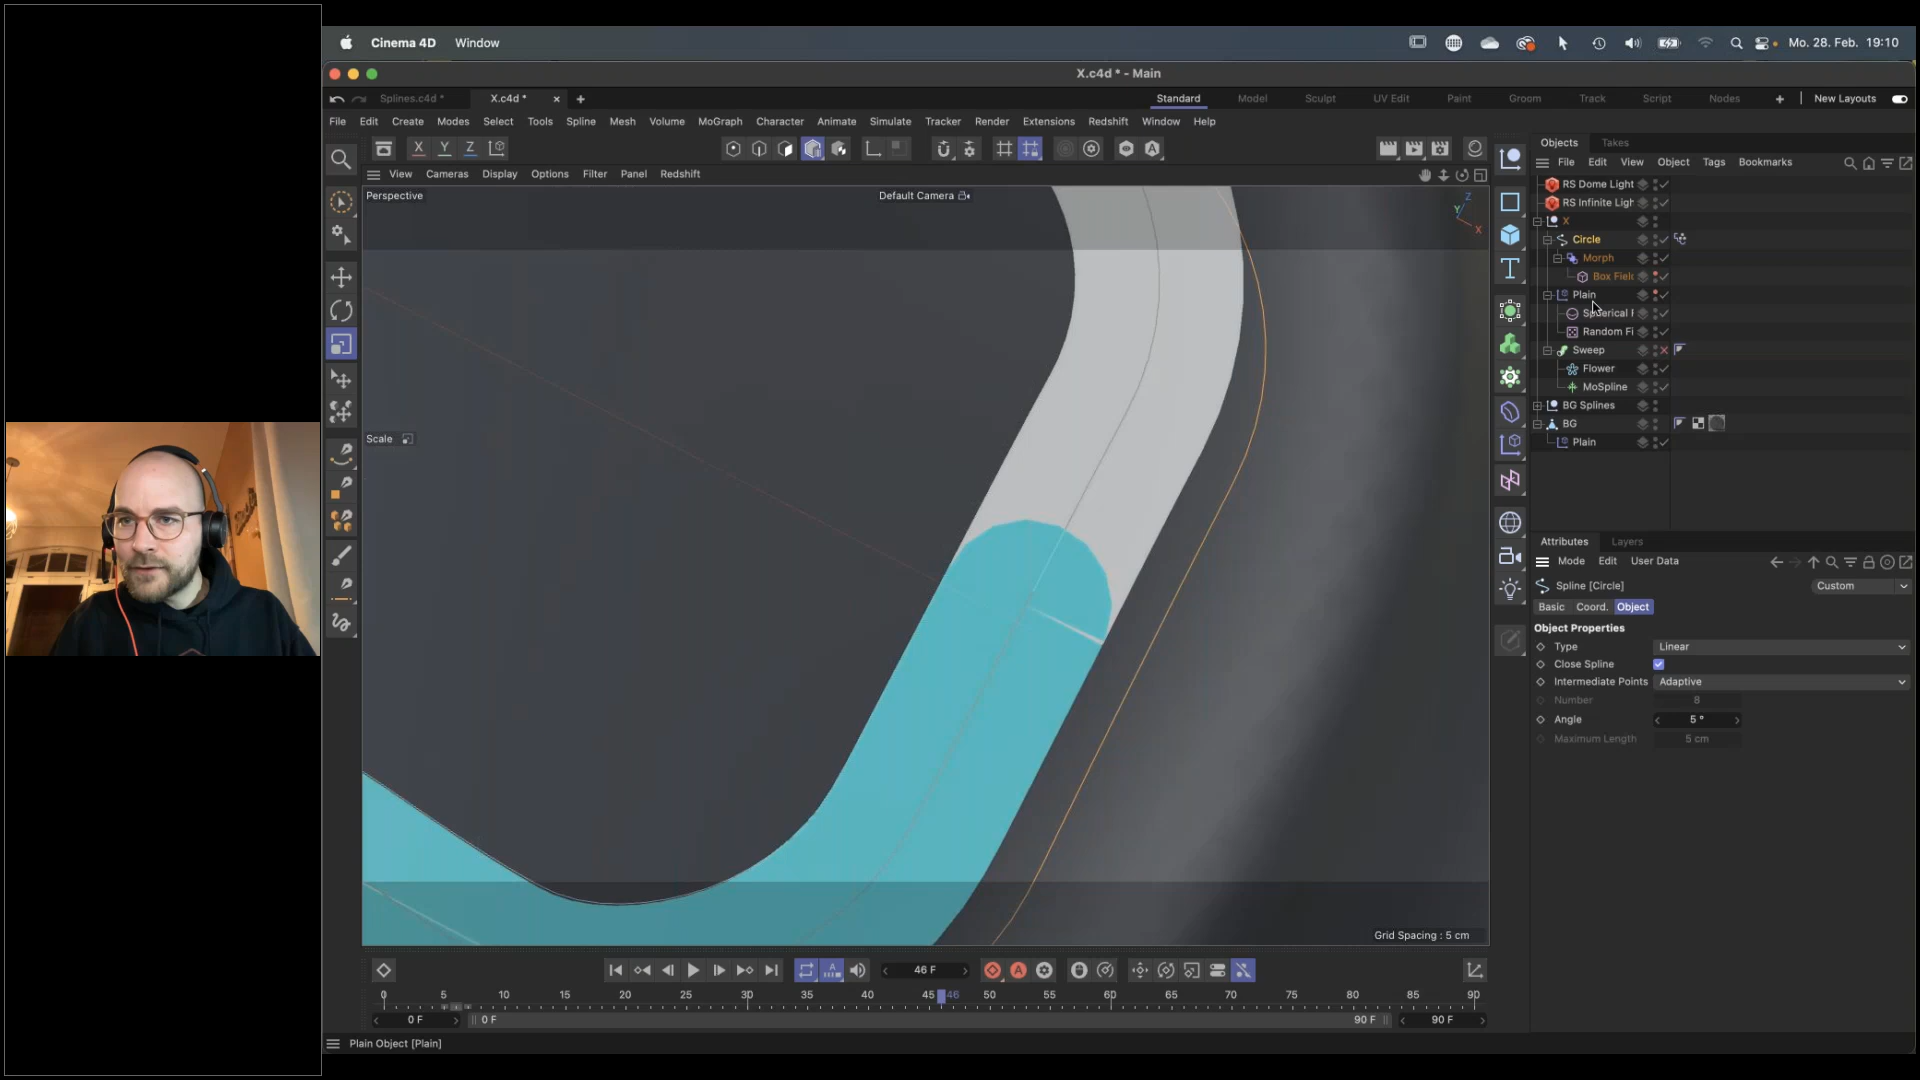 Cinema 4D Window
Mo. 28. Feb. 19:10
X.c4d * - Main
Splines.c4d * X.c4d *
Standard Model Sculpt UV Edit Paint Groom Track Script Nodes New Layouts
File Edit Create Modes Select Tools Spline Mesh Volume MoGraph Character Animate Simulate Tracker Render Extensions Redshift Window Help
X Y Z
View Cameras Display Options Filter Panel Redshift
Perspective
Default Camera
Z
Y
X
Scale
Grid Spacing : 5 cm
Objects Takes
File Edit View Object Tags Bookmarks
RS Dome Light
RS Infinite Ligh
X
Circle
Morph
Box Fiel
Plain
Spherical F
Random Fi
Sweep
Flower
MoSpline
BG Splines
BG
Plain
Attributes Layers
Mode Edit User Data
Spline [Circle]
Custom
Basic Coord. Object
Object Properties
Type Linear
Close Spline
Intermediate Points Adaptive
Number 8
Angle 5 °
Maximum Length 5 cm
46 F
0 5 10 15 20 25 30 35 40 45 46 50 55 60 65 70 75 80 85 90
0 F 0 F 90 F 90 F
Plain Object [Plain]